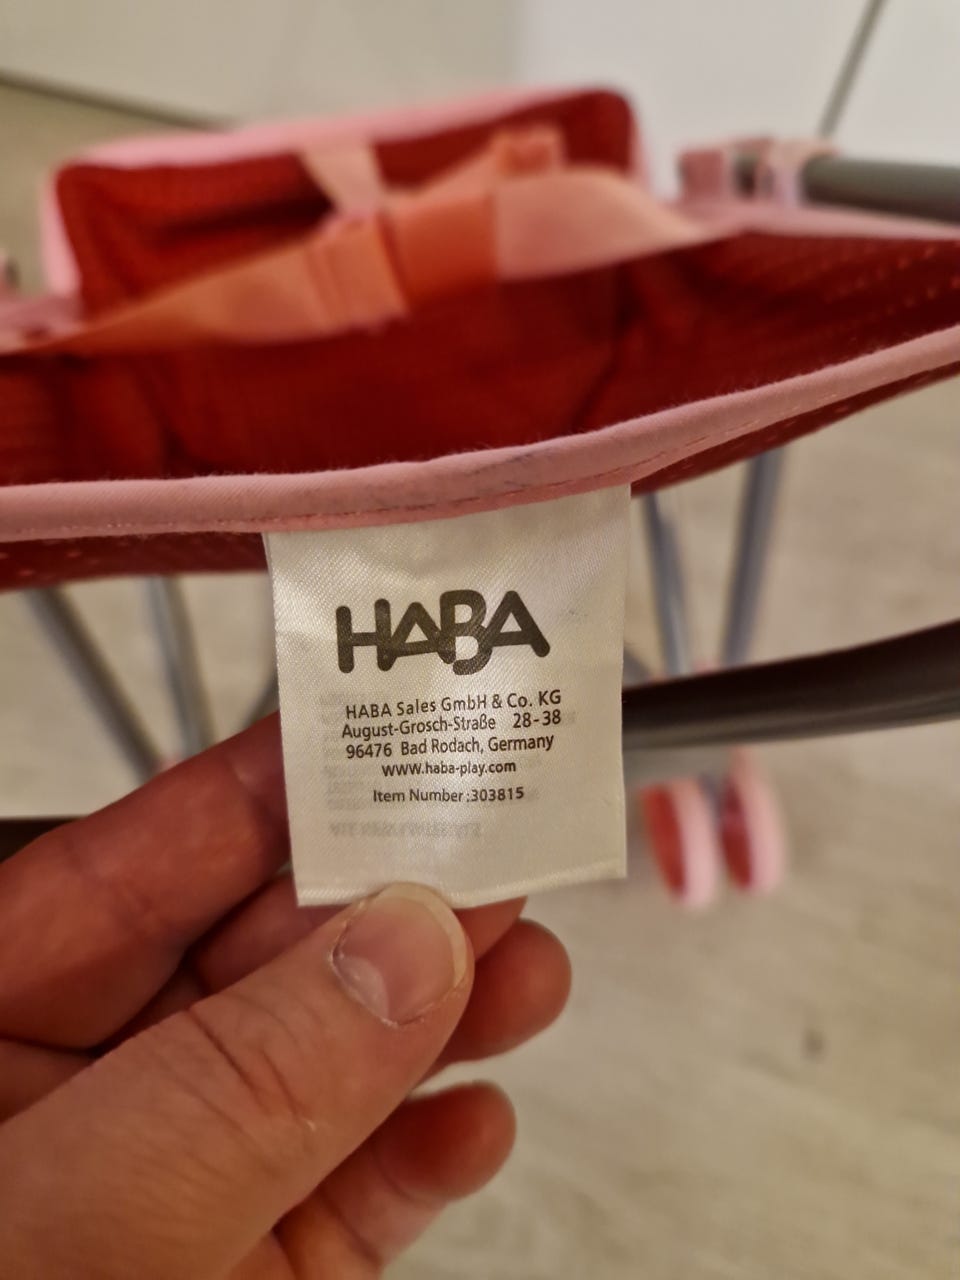 HABA
HABA Sales GmbH & Co. KG
August-Grosch-Straße 28-38
96476 Bad Rodach, Germany
www.haba-play.com
Item Number:303815